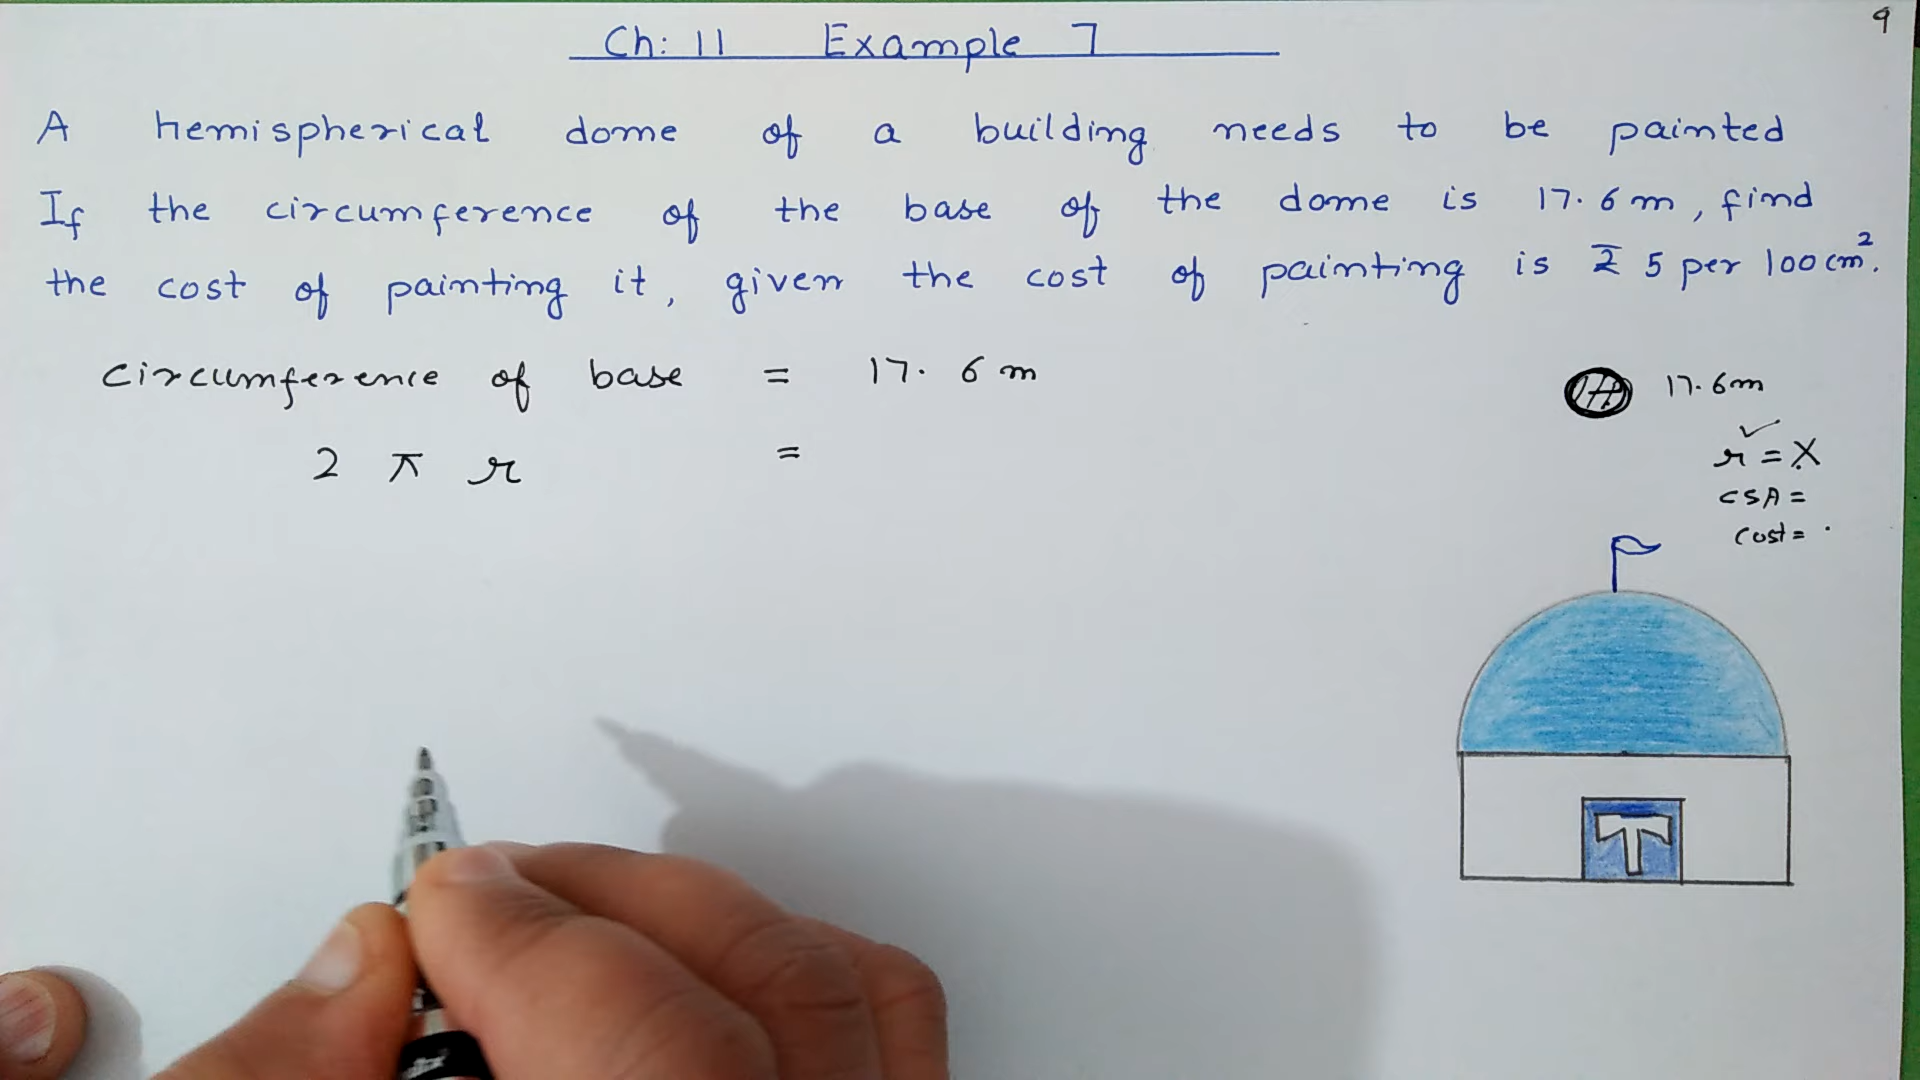 9
Ch: 11 Example 7
A hemispherical dome of a building needs to be painted
If the circumference of the base of the dome is 17.6 m, find
the cost of painting it, given the cost of painting is ₹ 5 per 100 cm².
circumference of base = 17.6 m
2 π r =
17.6m
r = X
CSA =
Cost =
T